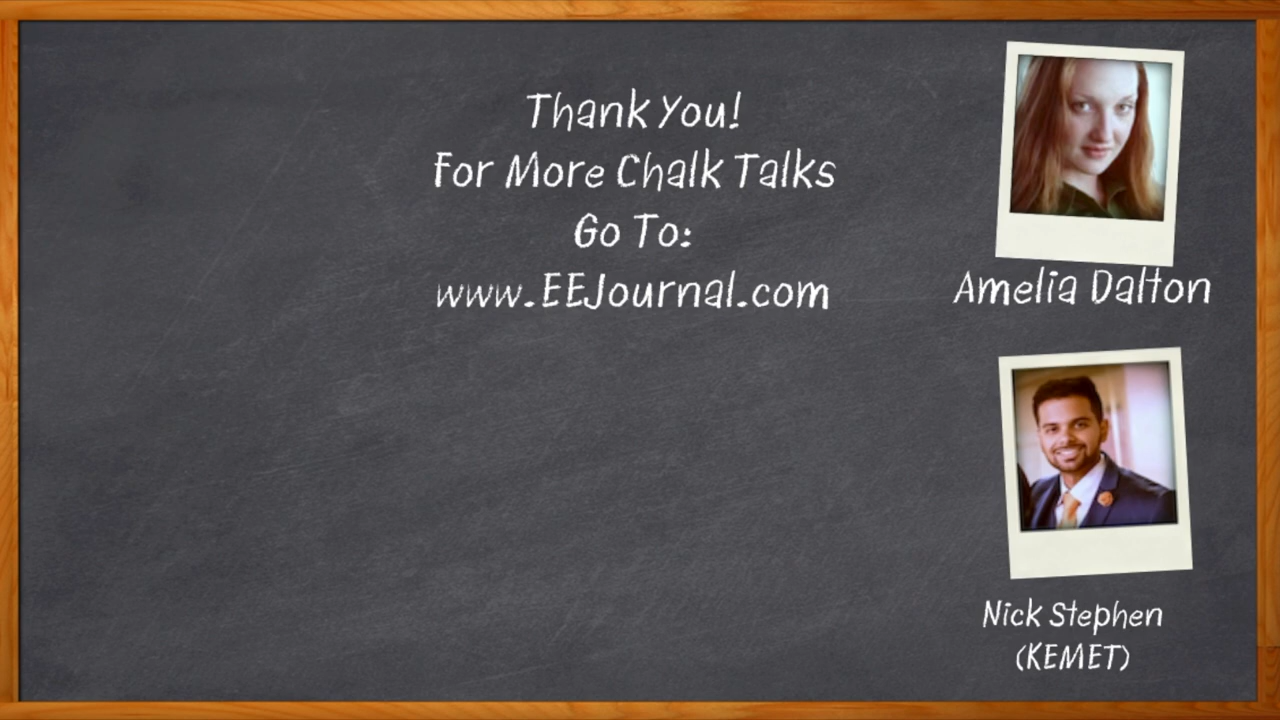 Thank You!
For More Chalk Talks
Go To:
www.EEJournal.com
Amelia Dalton
Nick Stephen
(KEMET)